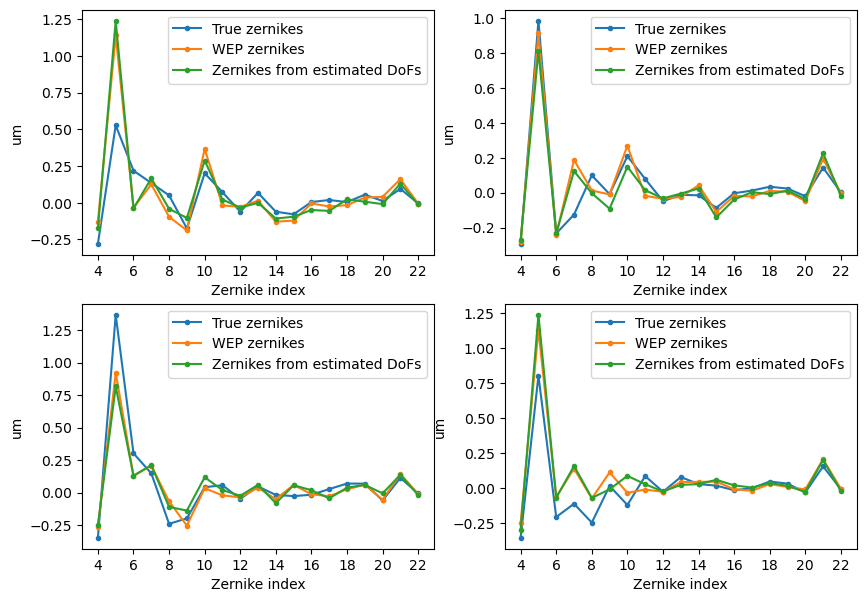 1.25
1.00
0.75
0.50
0.25
0.00
−0.25
um
True zernikes
WEP zernikes
Zernikes from estimated DoFs
4 6 8 10 12 14 16 18 20 22
Zernike index
1.0
0.8
0.6
0.4
0.2
0.0
−0.2
um
True zernikes
WEP zernikes
Zernikes from estimated DoFs
4 6 8 10 12 14 16 18 20 22
Zernike index
1.25
1.00
0.75
0.50
0.25
0.00
−0.25
um
True zernikes
WEP zernikes
Zernikes from estimated DoFs
4 6 8 10 12 14 16 18 20 22
Zernike index
1.25
1.00
0.75
0.50
0.25
0.00
−0.25
um
True zernikes
WEP zernikes
Zernikes from estimated DoFs
4 6 8 10 12 14 16 18 20 22
Zernike index